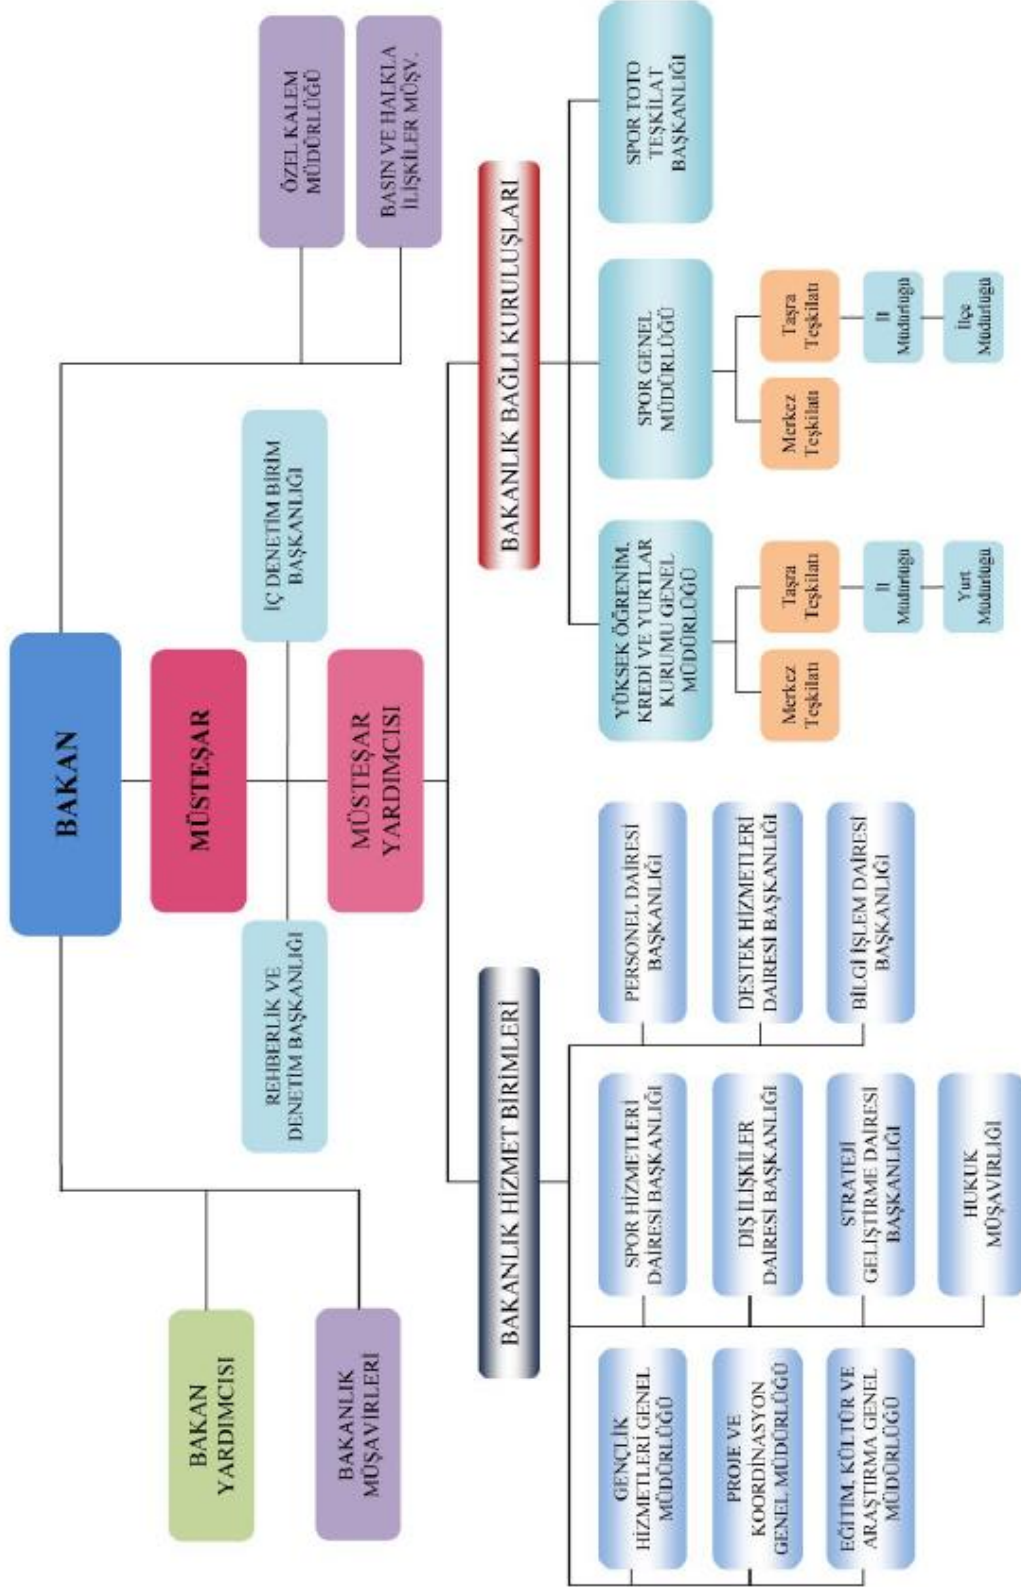 BAKAN
MÜSTEŞAR
MÜSTEŞAR
YARDIMCISI
BAKAN
YARDIMCISI
BAKANLIK
MÜŞAVİRLERİ
REHBERLİK VE
DENETİM BAŞKANLIĞI
İÇ DENETİM BİRİM
BAŞKANLIĞI
ÖZEL KALEM
MÜDÜRLÜĞÜ
BASIN VE HALKLA
İLİŞKİLER MÜŞV.
BAKANLIK HİZMET BİRİMLERİ
GENÇLİK
HİZMETLERİ GENEL
MÜDÜRLÜĞÜ
PROJE VE
KOORDİNASYON
GENEL MÜDÜRLÜĞÜ
EĞİTİM, KÜLTÜR VE
ARAŞTIRMA GENEL
MÜDÜRLÜĞÜ
SPOR HİZMETLERİ
DAİRESİ BAŞKANLIĞI
DIŞ İLİŞKİLER
DAİRESİ BAŞKANLIĞI
STRATEJİ
GELİŞTİRME DAİRESİ
BAŞKANLIĞI
HUKUK
MÜŞAVİRLİĞİ
PERSONEL DAİRESİ
BAŞKANLIĞI
DESTEK HİZMETLERİ
DAİRESİ BAŞKANLIĞI
BİLGİ İŞLEM DAİRESİ
BAŞKANLIĞI
BAKANLIK BAĞLI KURULUŞLARI
YÜKSEK ÖĞRENİM,
KREDİ VE YURTLAR
KURUMU GENEL
MÜDÜRLÜĞÜ
Merkez
Teşkilatı
Taşra
Teşkilatı
İl
Müdürlüğü
Yurt
Müdürlüğü
SPOR GENEL
MÜDÜRLÜĞÜ
Merkez
Teşkilatı
Taşra
Teşkilatı
İl
Müdürlüğü
İlçe
Müdürlüğü
SPOR TOTO
TEŞKİLAT
BAŞKANLIĞI